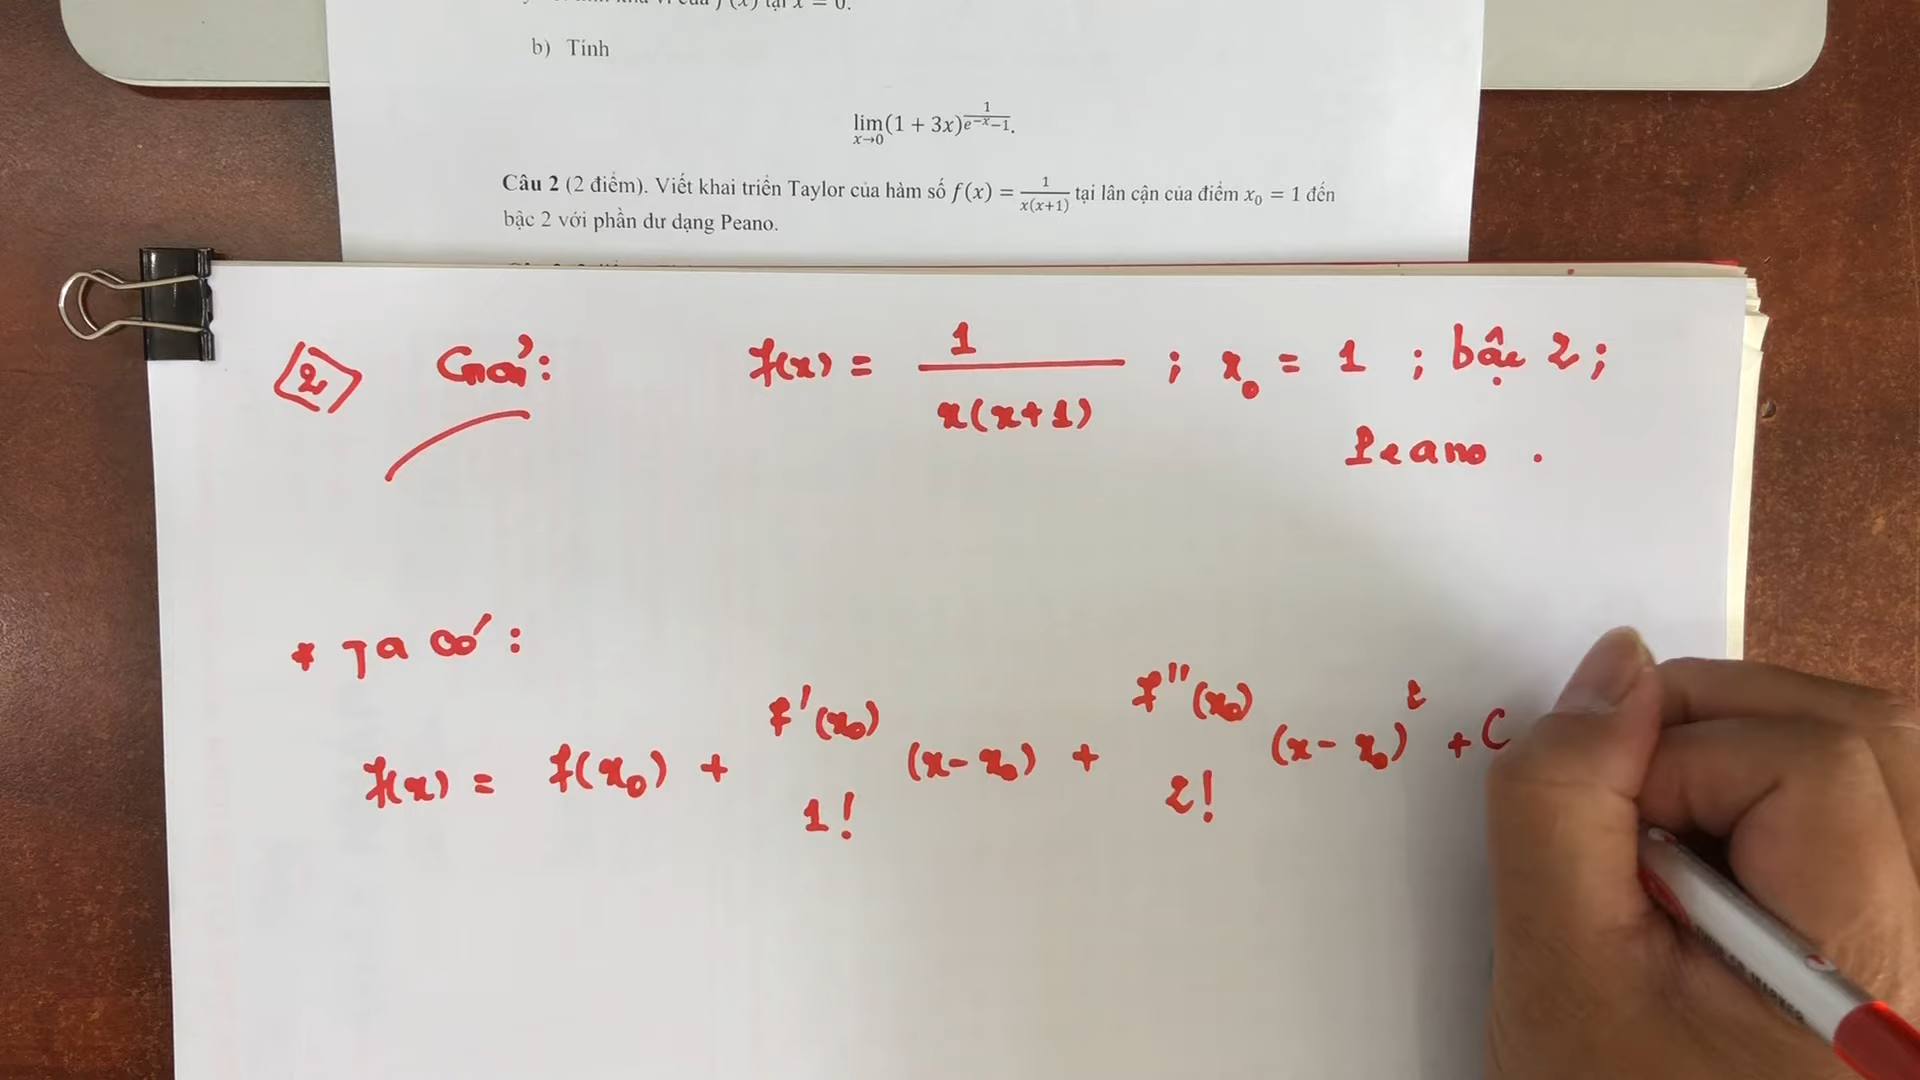 f(x) tại x = 0.
b) Tính
lim x→0 (1 + 3x)^(1/(e^(-x)-1)).
Câu 2 (2 điểm). Viết khai triển Taylor của hàm số f(x) = 1/(x(x+1)) tại lân cận của điểm x₀ = 1 đến
bậc 2 với phần dư dạng Peano.
2 Giải: f(x) = 1/(x(x+1)) ; x₀ = 1 ; bậc 2 ;
Peano .
* Ta có :
f(x) = f(x₀) + f'(x₀)/1! (x - x₀) + f''(x₀)/2! (x - x₀)² +